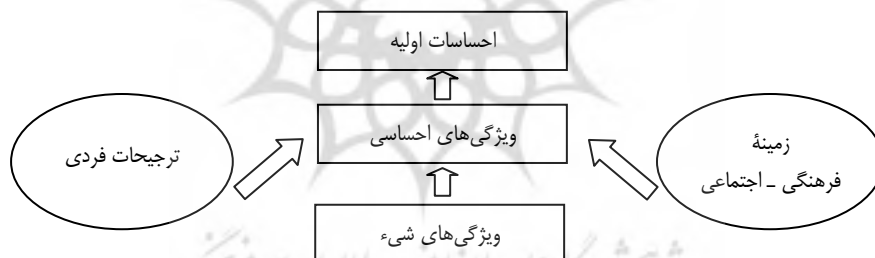 احساسات اولیه
ویژگی‌های احساسی
ترجیحات فردی
زمینهٔ
فرهنگی ـ اجتماعی
ویژگی‌های شیء